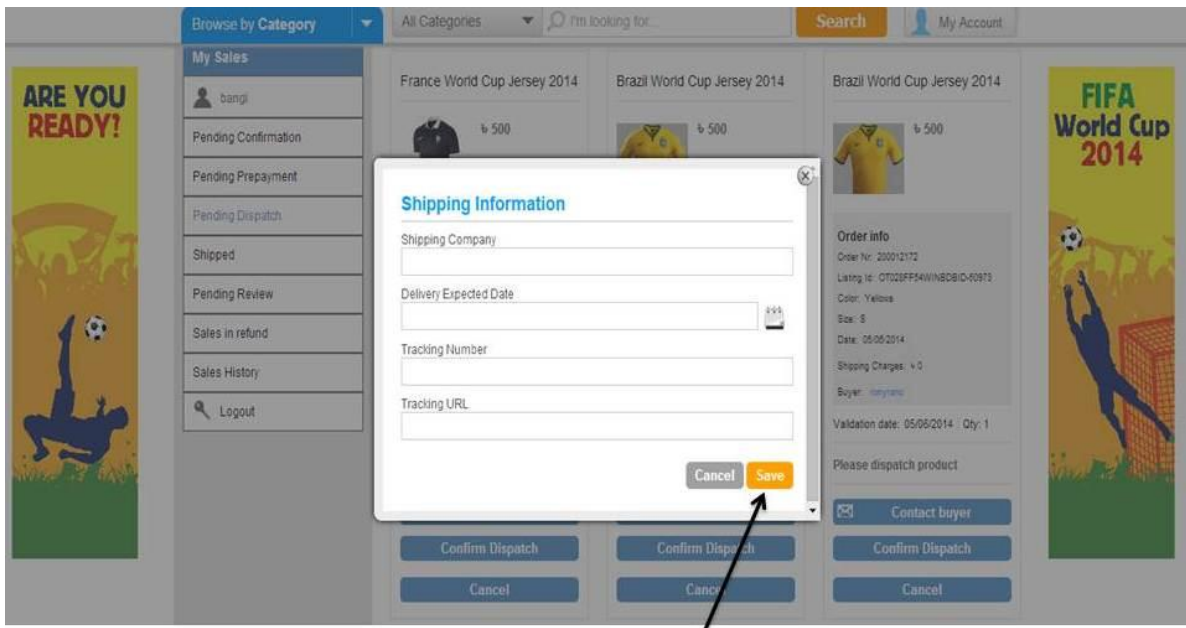 Browse by Category
All Categories
I'm looking for...
Search
My Account
ARE YOU
READY?
My Sales
bangl
Pending Confirmation
Pending Prepayment
Pending Dispatch
Shipped
Pending Review
Sales in refund
Sales History
Logout
France World Cup Jersey 2014
৳ 500
Brazil World Cup Jersey 2014
৳ 500
Brazil World Cup Jersey 2014
৳ 500
Shipping Information
Shipping Company
Delivery Expected Date
Tracking Number
Tracking URL
Cancel
Save
Order info
Order Nr: 200012172
Color: Yellows
Size: S
Date: 05/06/2014
Shipping Charges: ৳ 0
Buyer:
Validation date: 05/06/2014 Qty: 1
Please dispatch product
Contact buyer
Confirm Dispatch
Confirm Dispatch
Confirm Dispatch
Cancel
Cancel
Cancel
FIFA
World Cup
2014